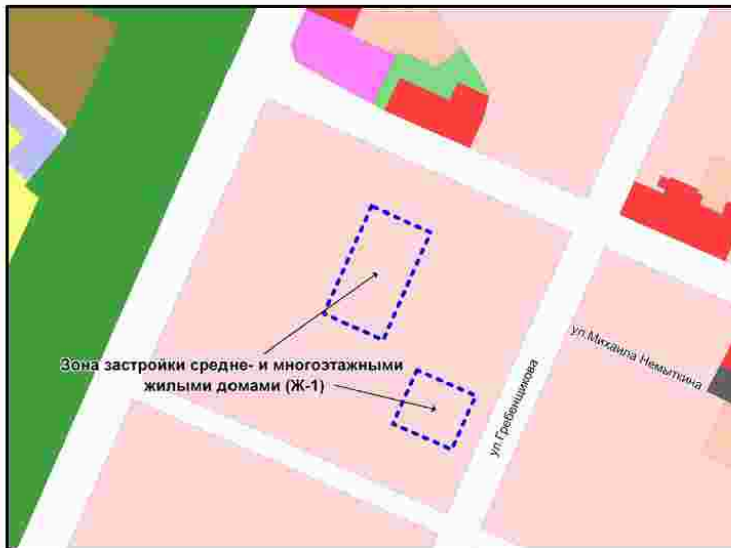 Зона застройки средне- и многоэтажными
жилыми домами (Ж-1)
ул.Гребенщикова
ул.Михаила Немыткина